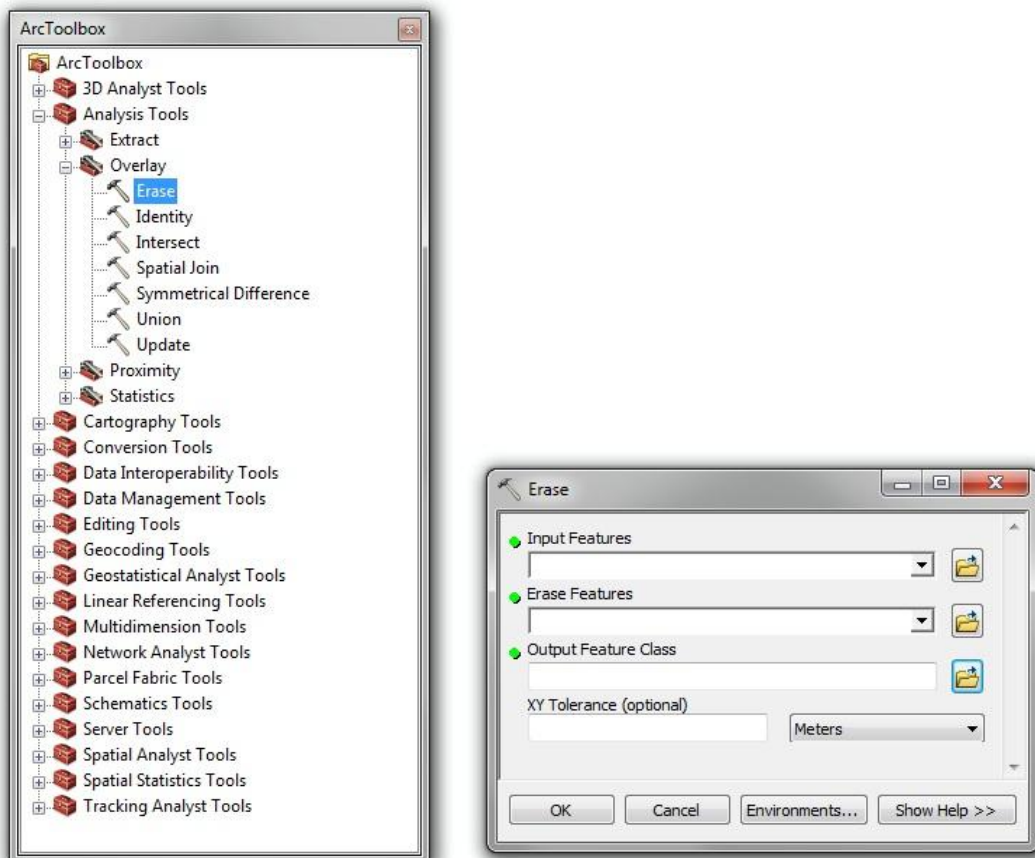 ArcToolbox
ArcToolbox
3D Analyst Tools
Analysis Tools
Extract
Overlay
Erase
Identity
Intersect
Spatial Join
Symmetrical Difference
Union
Update
Proximity
Statistics
Cartography Tools
Conversion Tools
Data Interoperability Tools
Data Management Tools
Editing Tools
Geocoding Tools
Geostatistical Analyst Tools
Linear Referencing Tools
Multidimension Tools
Network Analyst Tools
Parcel Fabric Tools
Schematics Tools
Server Tools
Spatial Analyst Tools
Spatial Statistics Tools
Tracking Analyst Tools
Erase
Input Features
Erase Features
Output Feature Class
XY Tolerance (optional)
Meters
OK Cancel Environments... Show Help >>